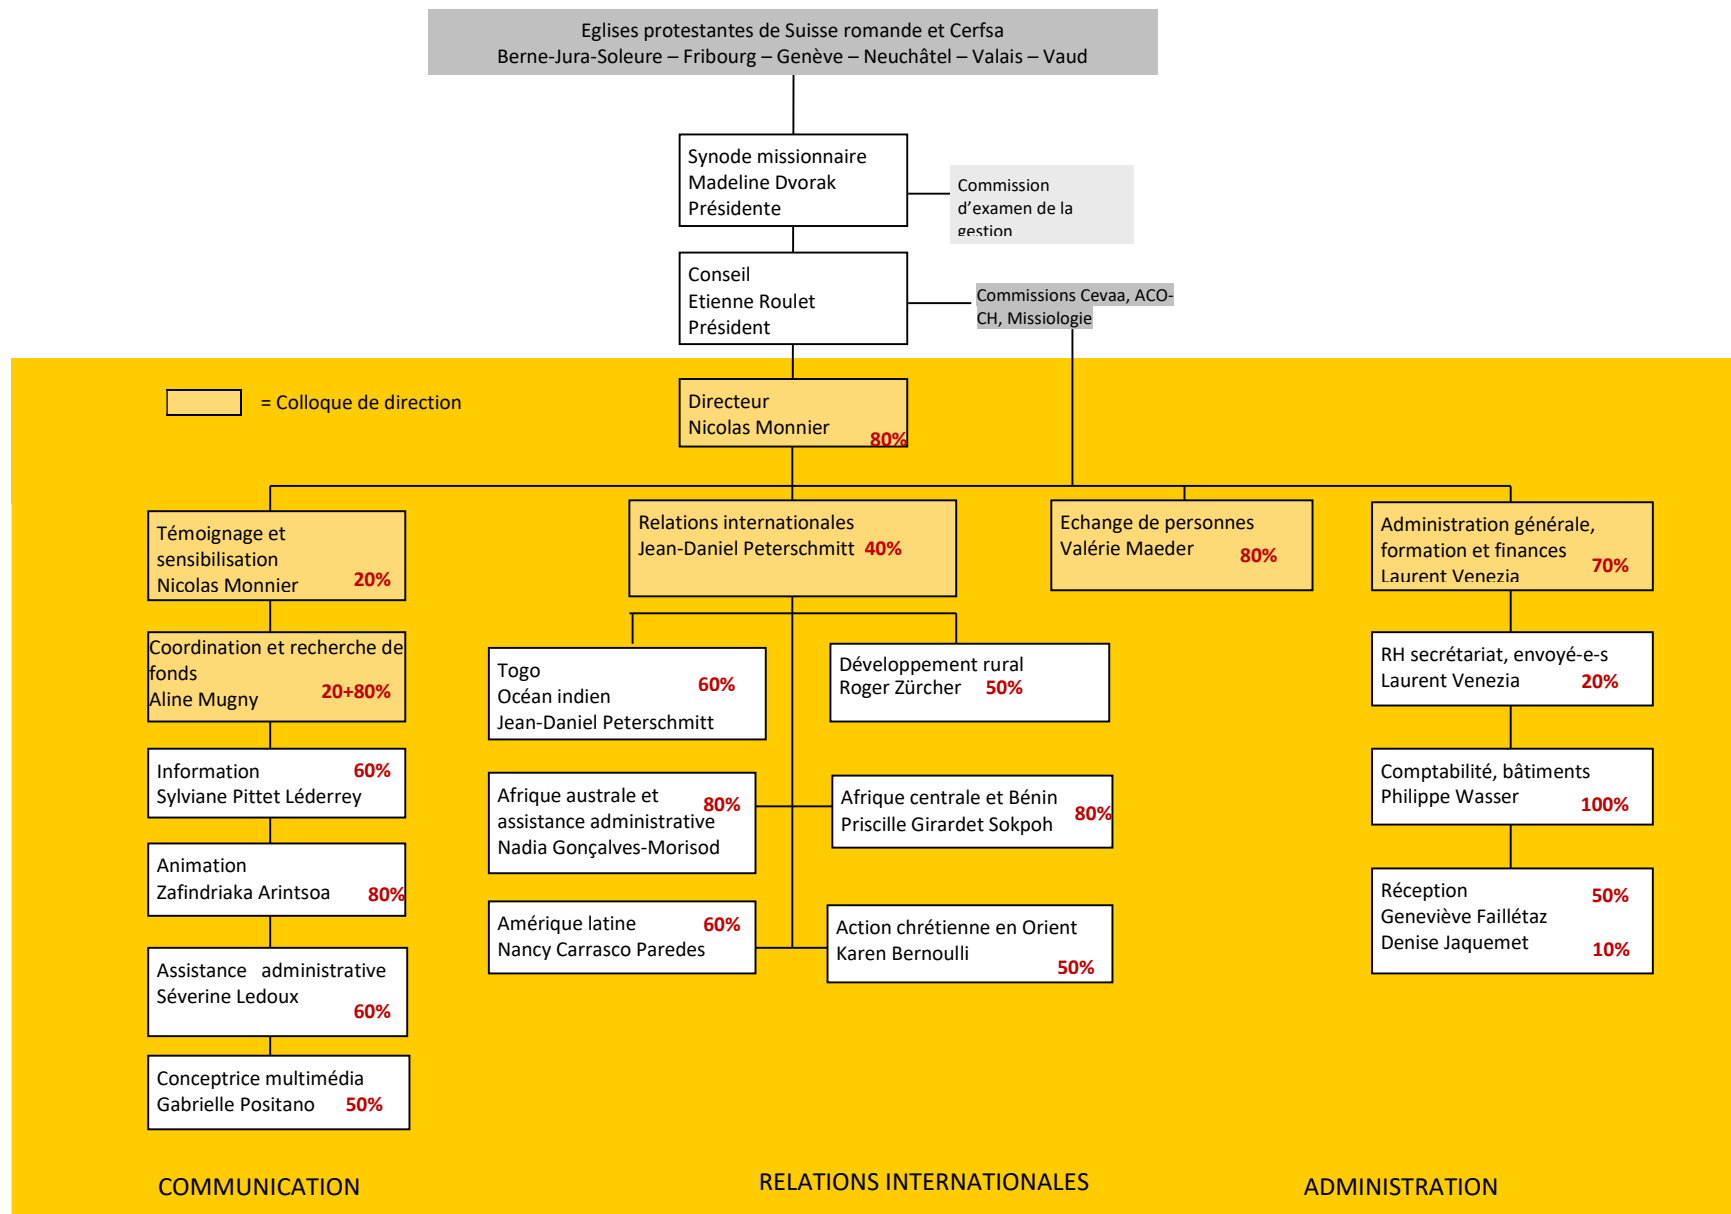 Eglises protestantes de Suisse romande et Cerfsa
Berne-Jura-Soleure – Fribourg – Genève – Neuchâtel – Valais – Vaud
Synode missionnaire
Madeline Dvorak
Présidente
Commission
d'examen de la
gestion
Conseil
Etienne Roulet
Président
Commissions Cevaa, ACO-
CH, Missiologie
= Colloque de direction
Directeur
Nicolas Monnier
80%
Témoignage et
sensibilisation
Nicolas Monnier 20%
Relations internationales
Jean-Daniel Peterschmitt 40%
Echange de personnes
Valérie Maeder 80%
Administration générale,
formation et finances 70%
Laurent Venezia
Coordination et recherche de
fonds
Aline Mugny 20+80%
Information 60%
Sylviane Pittet Léderrey
Animation
Zafindriaka Arintsoa 80%
Assistance administrative
Séverine Ledoux
60%
Conceptrice multimédia
Gabrielle Positano 50%
Togo 60%
Océan indien
Jean-Daniel Peterschmitt
Développement rural
Roger Zürcher 50%
Afrique australe et 80%
assistance administrative
Nadia Gonçalves-Morisod
Afrique centrale et Bénin
Priscille Girardet Sokpoh 80%
Amérique latine 60%
Nancy Carrasco Paredes
Action chrétienne en Orient
Karen Bernoulli
50%
RH secrétariat, envoyé-e-s
Laurent Venezia 20%
Comptabilité, bâtiments
Philippe Wasser 100%
Réception 50%
Geneviève Faillétaz
Denise Jaquemet 10%
COMMUNICATION
RELATIONS INTERNATIONALES
ADMINISTRATION